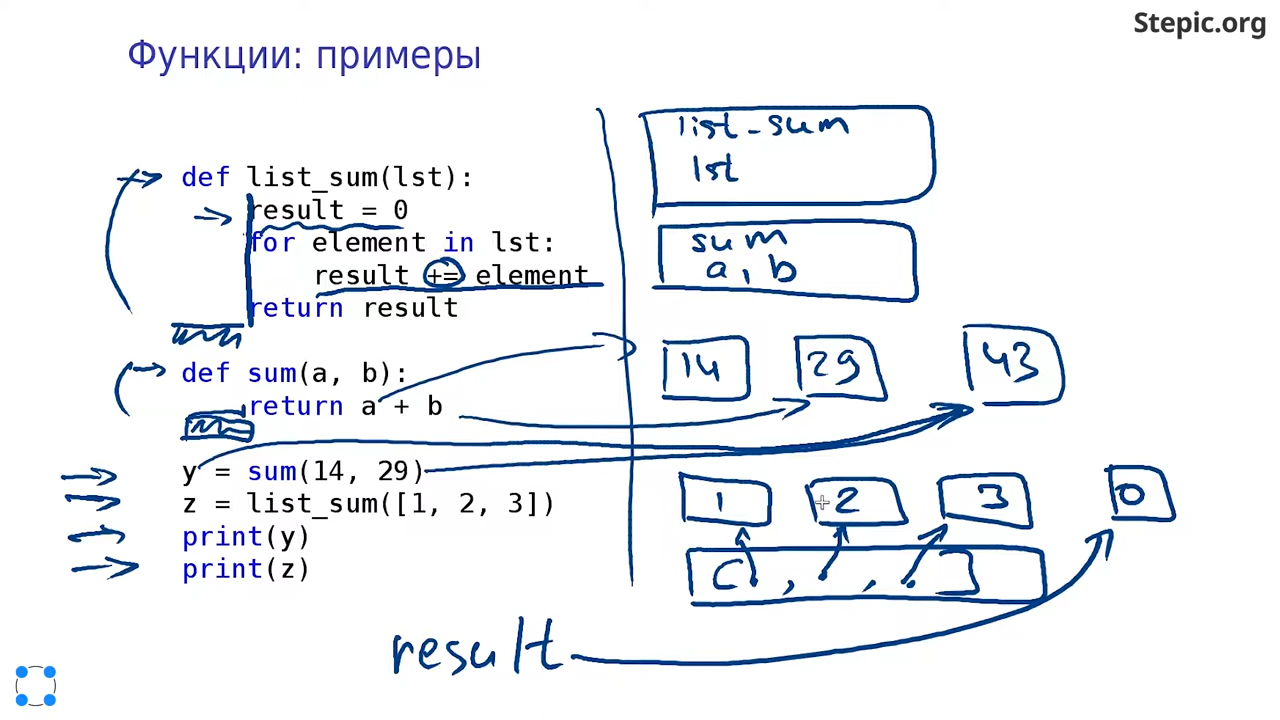 Stepic.org
Функции: примеры
def list_sum(lst):
result = 0
for element in lst:
result += element
return result
def sum(a, b):
return a + b
y = sum(14, 29)
z = list_sum([1, 2, 3])
print(y)
print(z)
list_sum
lst
sum
a, b
14 29 43
1 2 3 0
[ , , ]
result